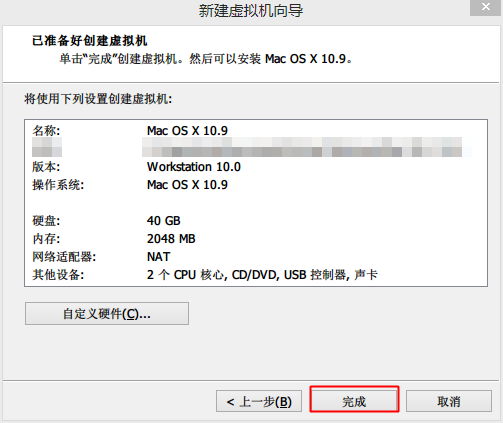 新建虚拟机向导
已准备好创建虚拟机
单击“完成”创建虚拟机。然后可以安装 Mac OS X 10.9。
将使用下列设置创建虚拟机:
名称: Mac OS X 10.9
版本: Workstation 10.0
操作系统: Mac OS X 10.9
硬盘: 40 GB
内存: 2048 MB
网络适配器: NAT
其他设备: 2 个 CPU 核心, CD/DVD, USB 控制器, 声卡
自定义硬件(C)...
< 上一步(B) 完成 取消